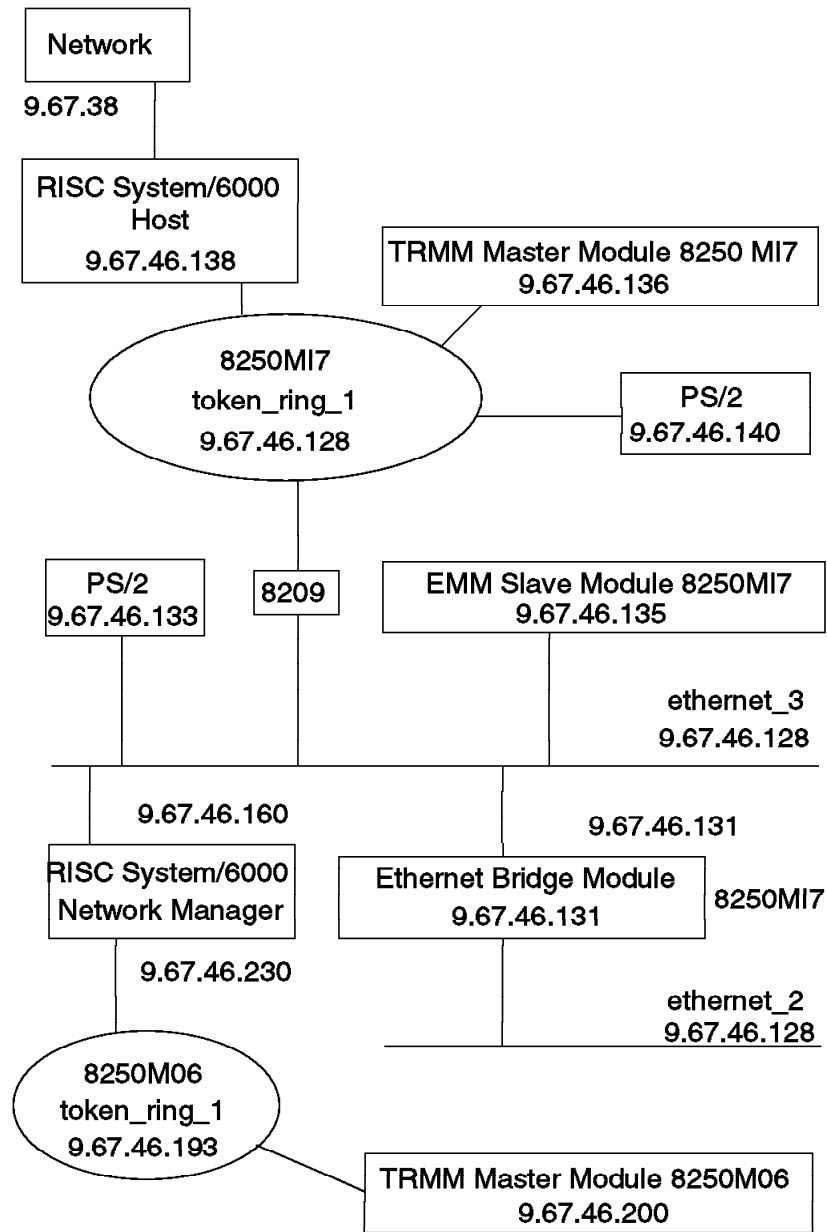 Network
9.67.38
RISC System/6000
Host
9.67.46.138
TRMM Master Module 8250 MI7
9.67.46.136
8250MI7
token_ring_1
9.67.46.128
PS/2
9.67.46.140
PS/2
9.67.46.133
8209
EMM Slave Module 8250MI7
9.67.46.135
ethernet_3
9.67.46.128
9.67.46.160
9.67.46.131
RISC System/6000
Network Manager
Ethernet Bridge Module
9.67.46.131
8250MI7
9.67.46.230
ethernet_2
9.67.46.128
8250M06
token_ring_1
9.67.46.193
TRMM Master Module 8250M06
9.67.46.200